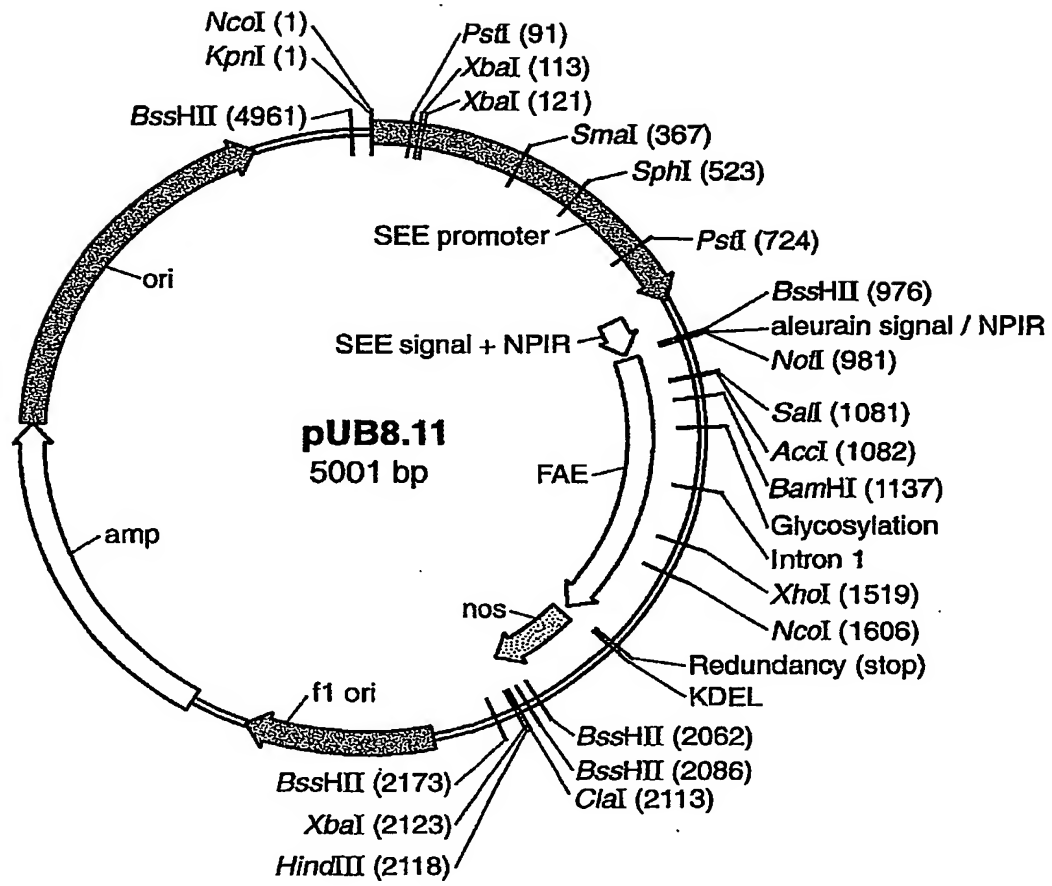 NcoI (1)
KpnI (1)
BssHII (4961)
PstI (91)
XbaI (113)
XbaI (121)
SmaI (367)
SphI (523)
SEE promoter
PstI (724)
BssHII (976)
aleurain signal / NPIR
NotI (981)
SEE signal + NPIR
SalI (1081)
AccI (1082)
BamHI (1137)
Glycosylation
Intron 1
XhoI (1519)
NcoI (1606)
Redundancy (stop)
KDEL
ori
pUB8.11
5001 bp
FAE
amp
nos
f1 ori
BssHII (2062)
BssHII (2086)
ClaI (2113)
BssHII (2173)
XbaI (2123)
HindIII (2118)